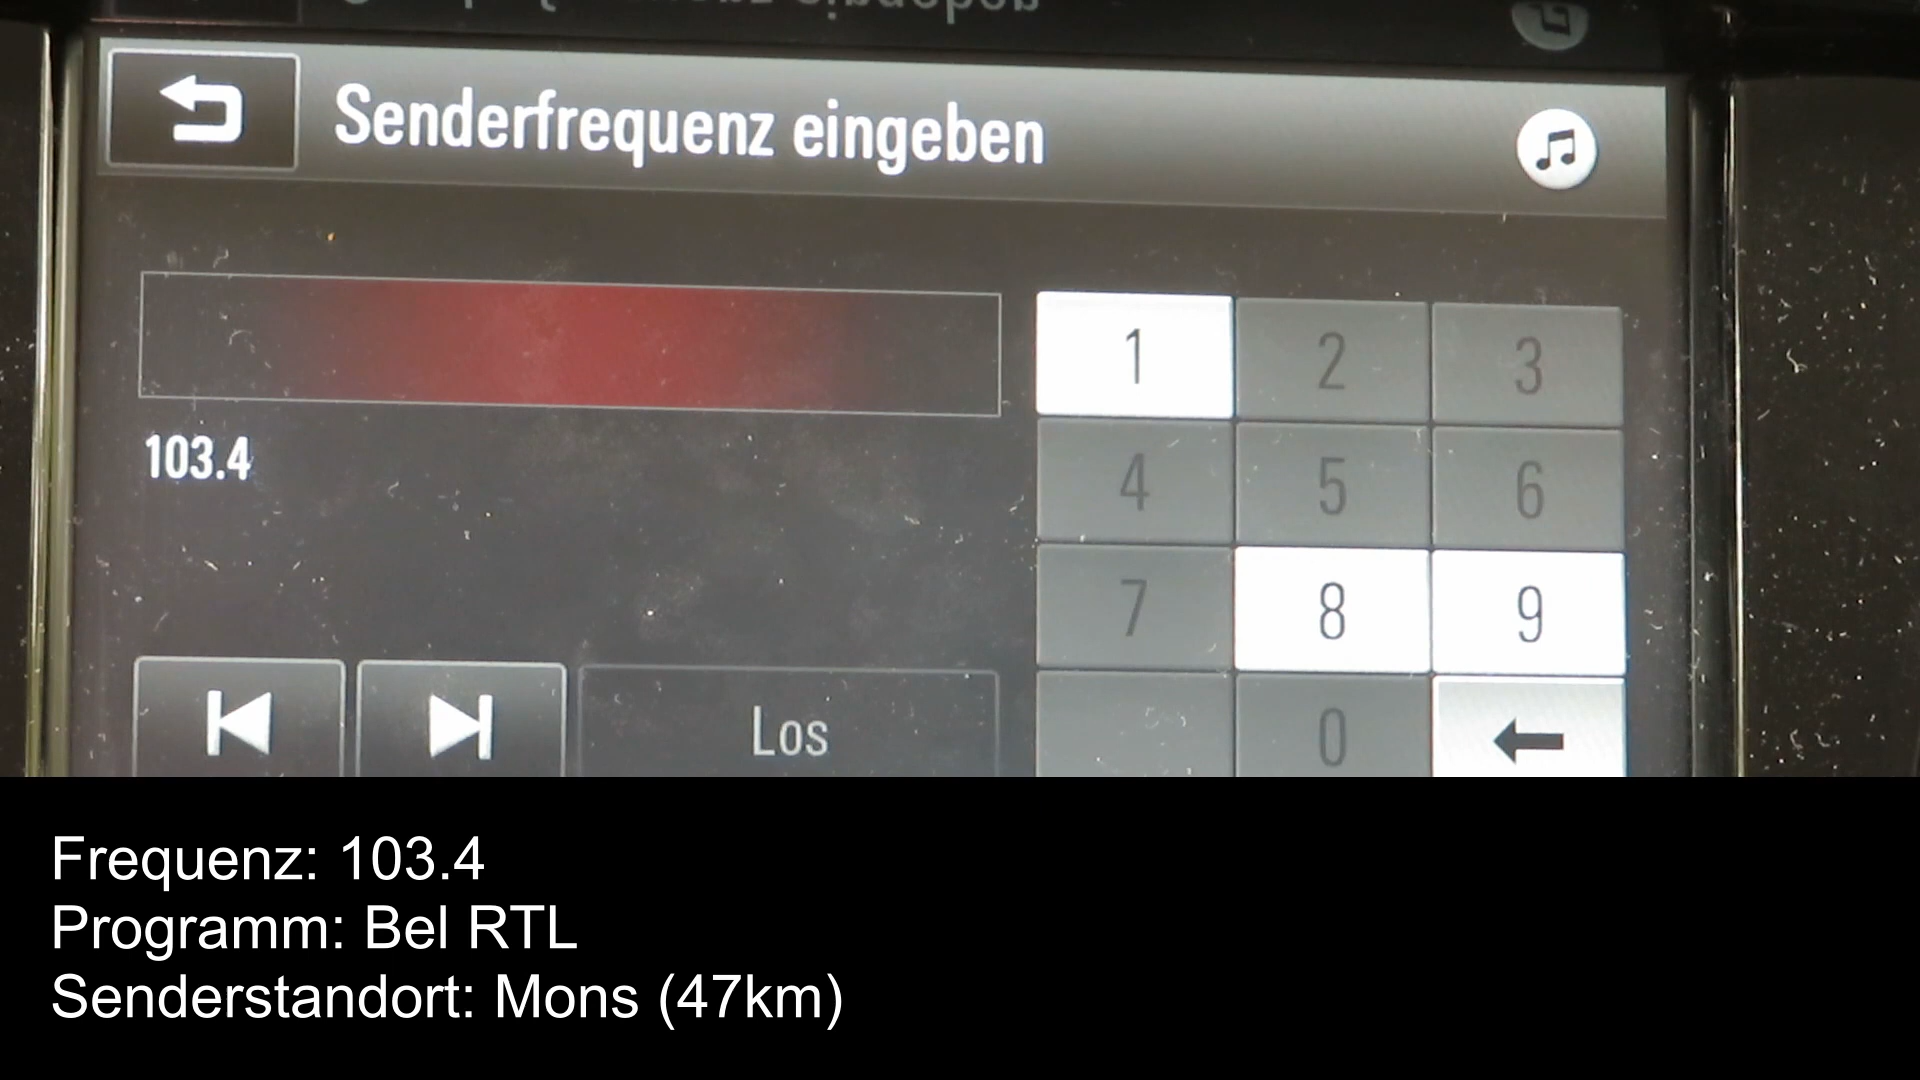 Senderfrequenz eingeben
1 2 3
103.4
4 5 6
7 8 9
Los
0
Frequenz: 103.4
Programm: Bel RTL
Senderstandort: Mons (47km)